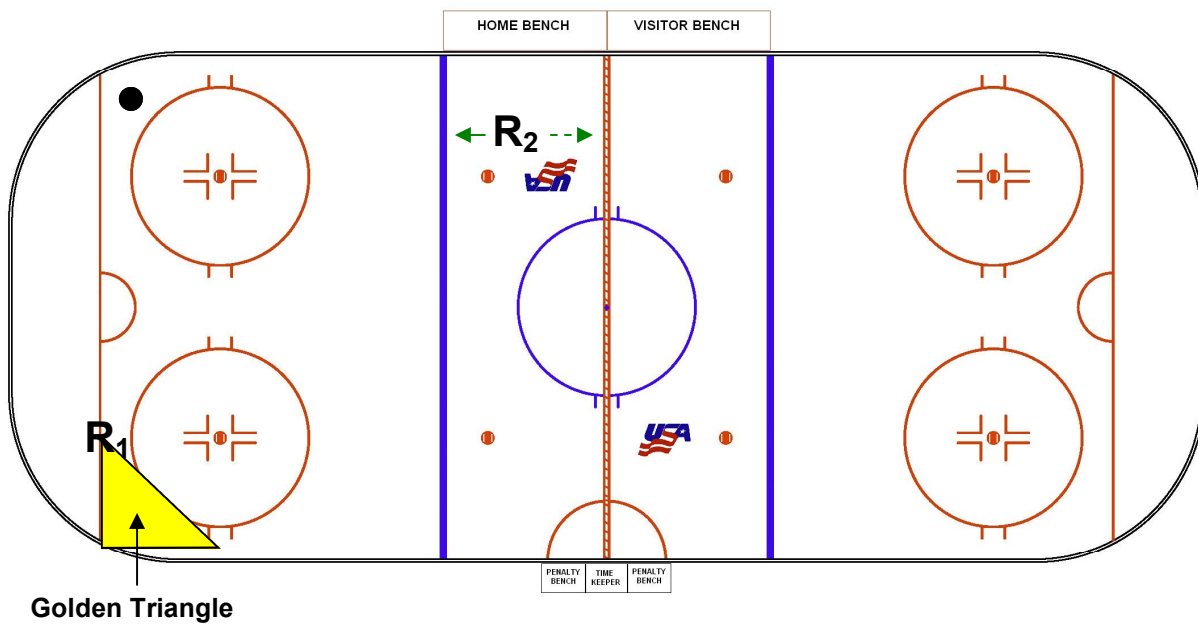 HOME BENCH
VISITOR BENCH
R2
USA
USA
R1
PENALTY BENCH
TIME KEEPER
PENALTY BENCH
Golden Triangle